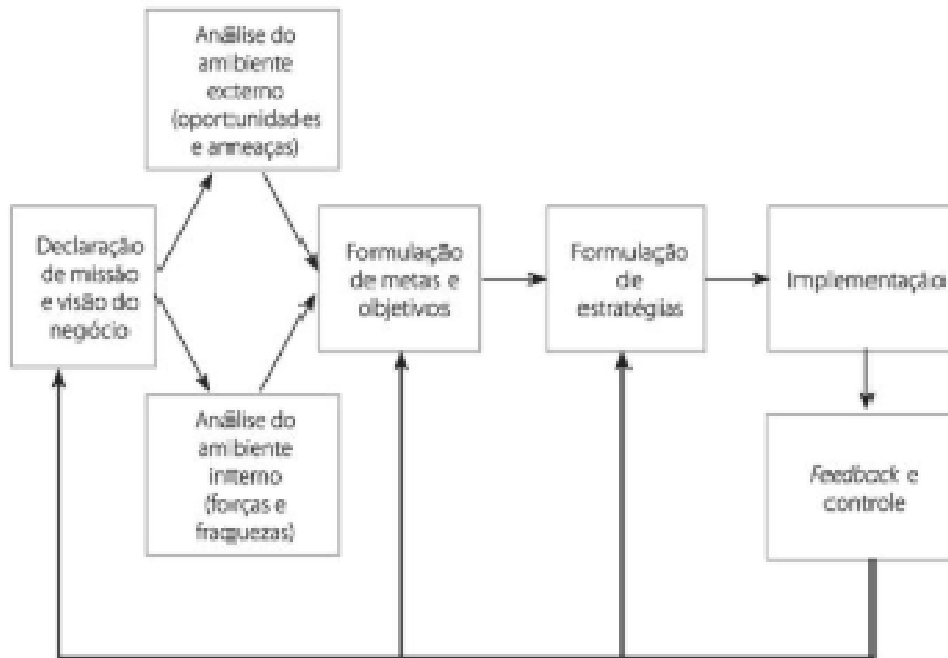 Análise do
ambiente
externo
(oportunidades
e ameaças)
Declaração
de missão
e visão do
negócio
Formulação
de metas e
objetivos
Formulação
de
estratégias
Implementação
Análise do
ambiente
interno
(forças e
fraquezas)
Feedback e
controle